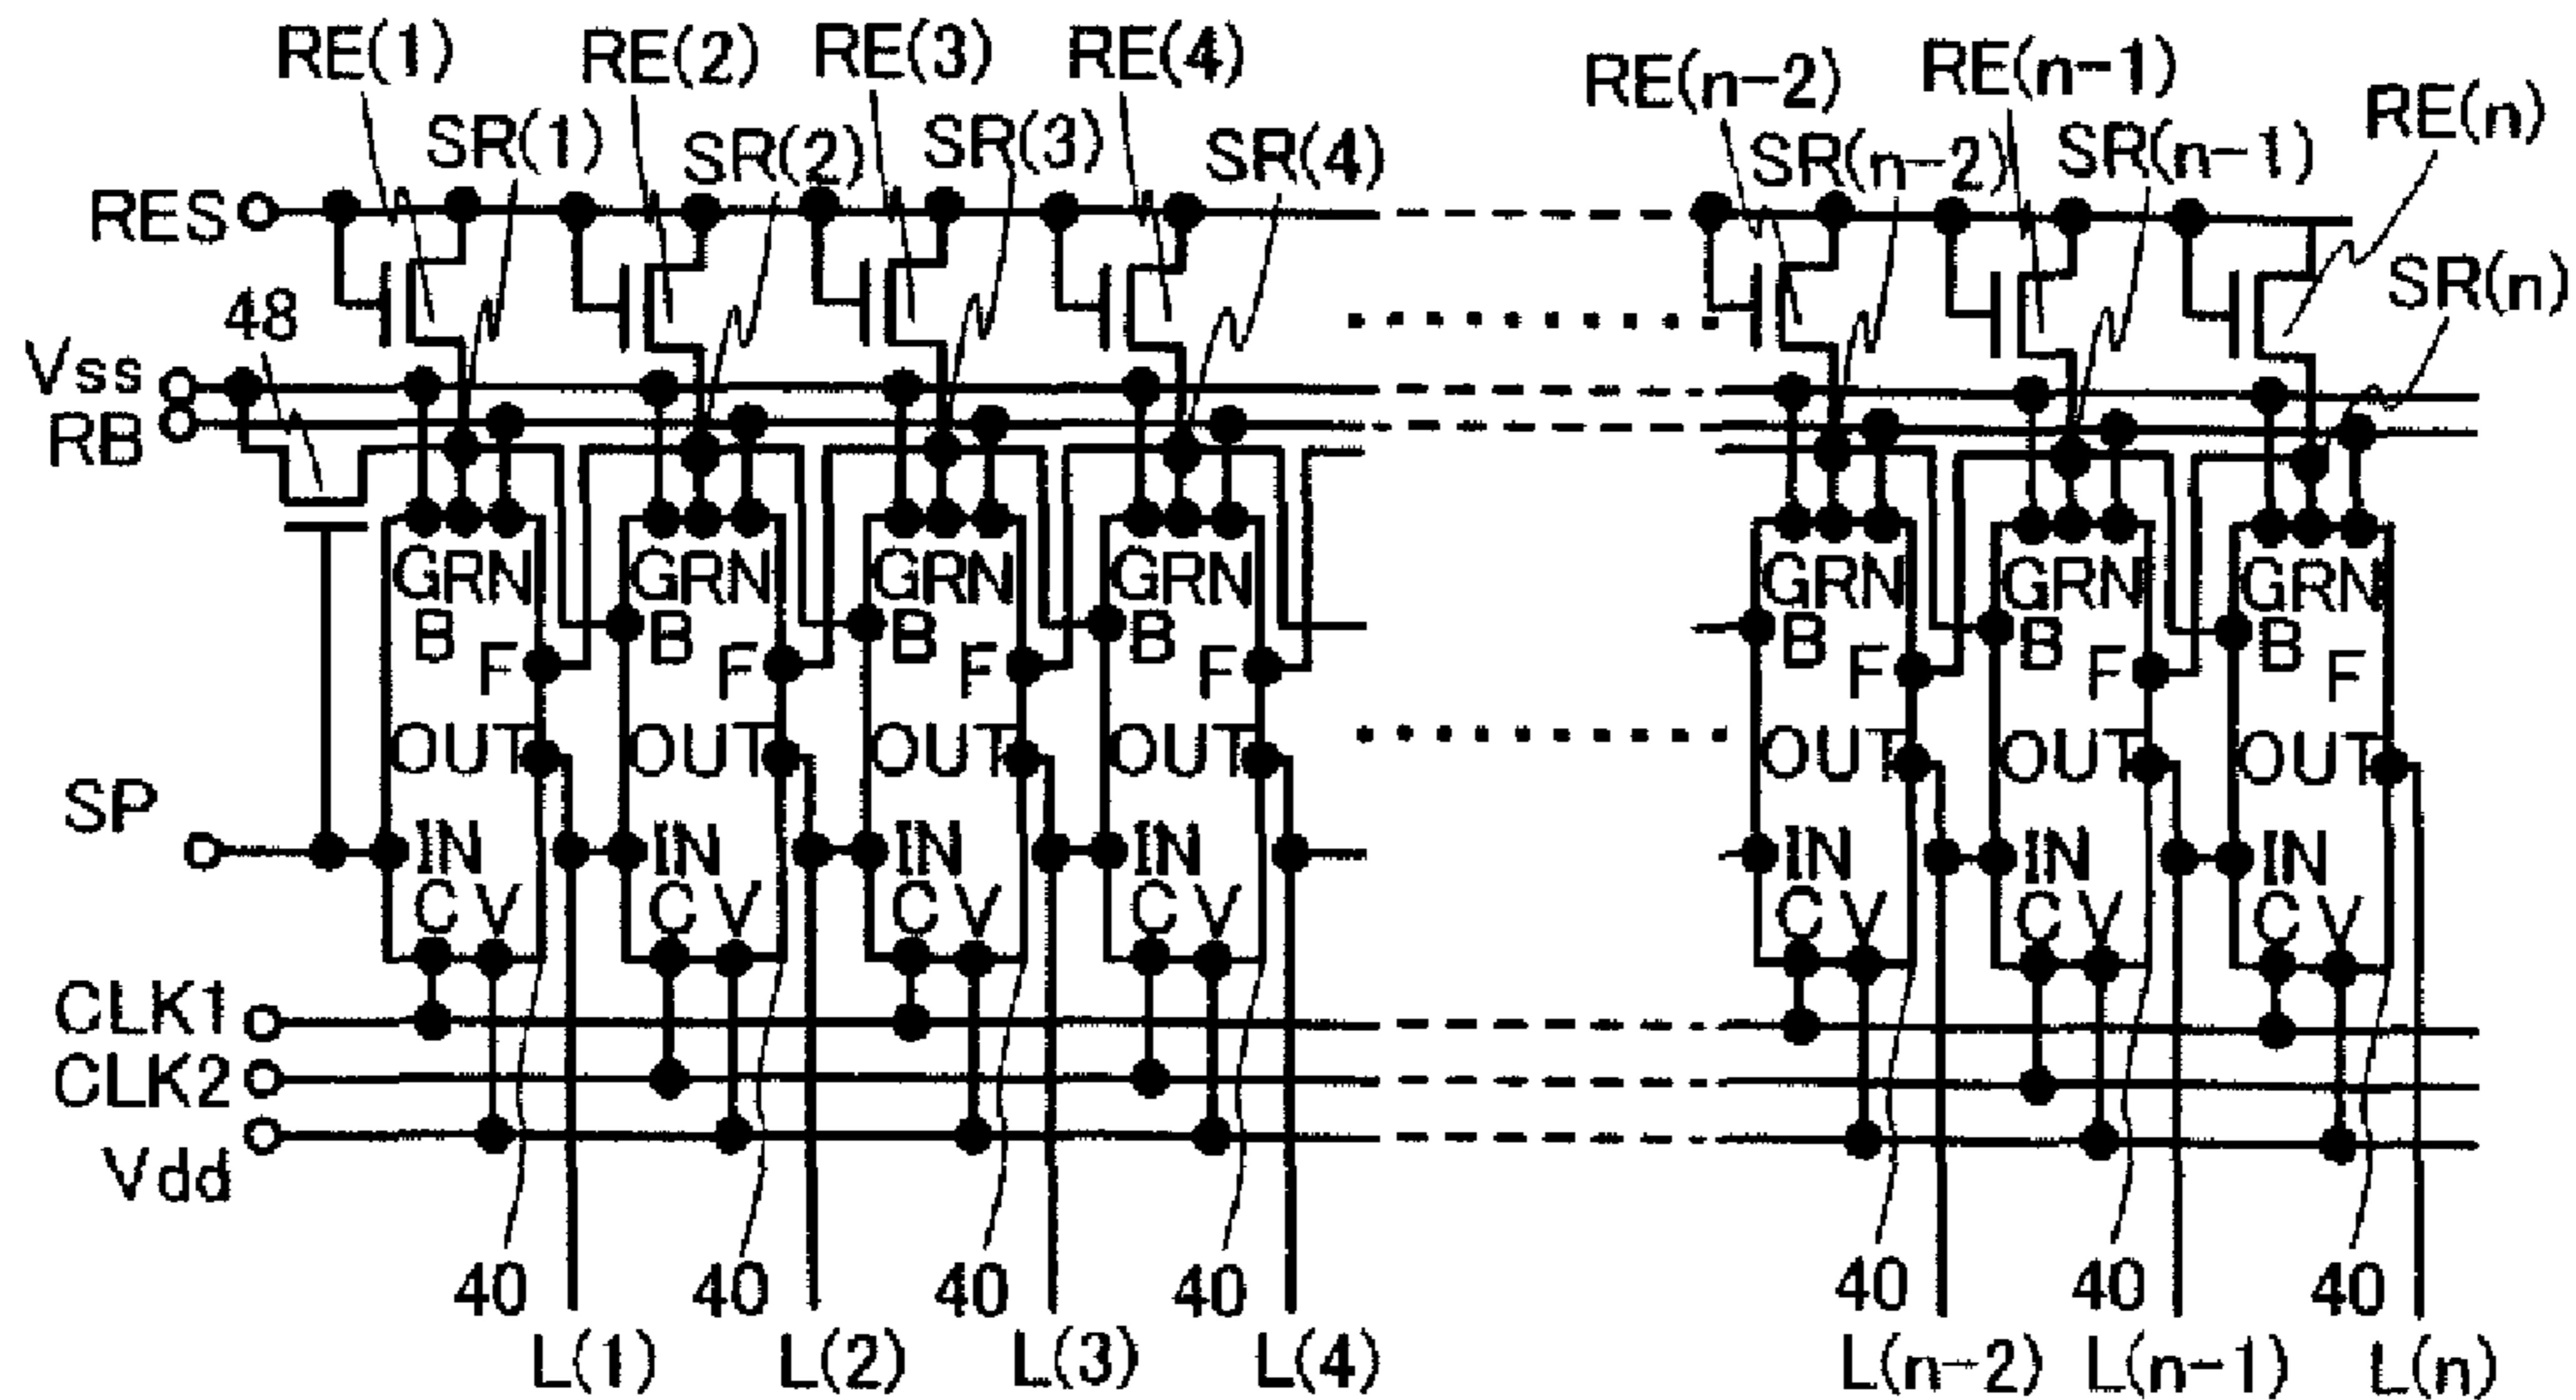 RE(1) RE(2) RE(3) RE(4) RE(n-2) RE(n-1) RE(n)
SR(1) SR(2) SR(3) SR(4) SR(n-2) SR(n-1)
RES
48 SR(n)
Vss
RB
GRN GRN GRN GRN GRN GRN GRN
B B B B B B B
F F F F F F F
OUT OUT OUT OUT OUT OUT OUT
SP
IN IN IN IN IN IN IN
C V C V C V C V C V C V C V
CLK1
CLK2
Vdd
40 40 40 40 40 40 40
L(1) L(2) L(3) L(4) L(n-2) L(n-1) L(n)